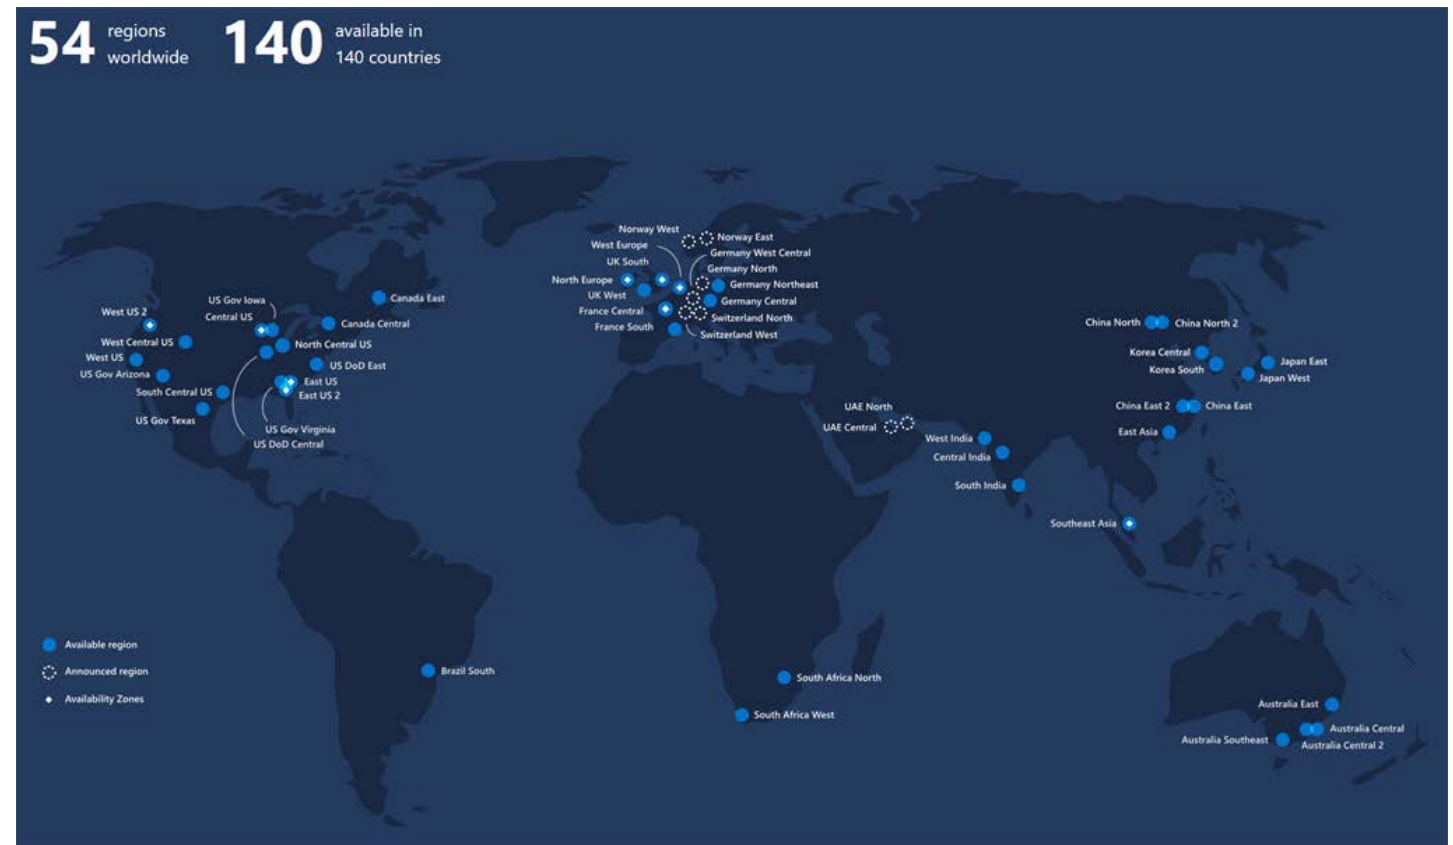 54 regions worldwide
140 available in 140 countries
Norway West
Norway East
West Europe
Germany West Central
UK South
Germany North
North Europe
Germany Northeast
UK West
Germany Central
France Central
Switzerland North
France South
Switzerland West
US Gov Iowa
Canada East
West US 2
Central US
Canada Central
West Central US
North Central US
West US
US DoD East
US Gov Arizona
East US
South Central US
East US 2
US Gov Texas
US Gov Virginia
US DoD Central
China North
China North 2
Korea Central
Japan East
Korea South
Japan West
China East 2
China East
East Asia
UAE North
UAE Central
West India
Central India
South India
Southeast Asia
Available region
Announced region
Availability Zones
Brazil South
South Africa North
South Africa West
Australia East
Australia Central
Australia Southeast
Australia Central 2